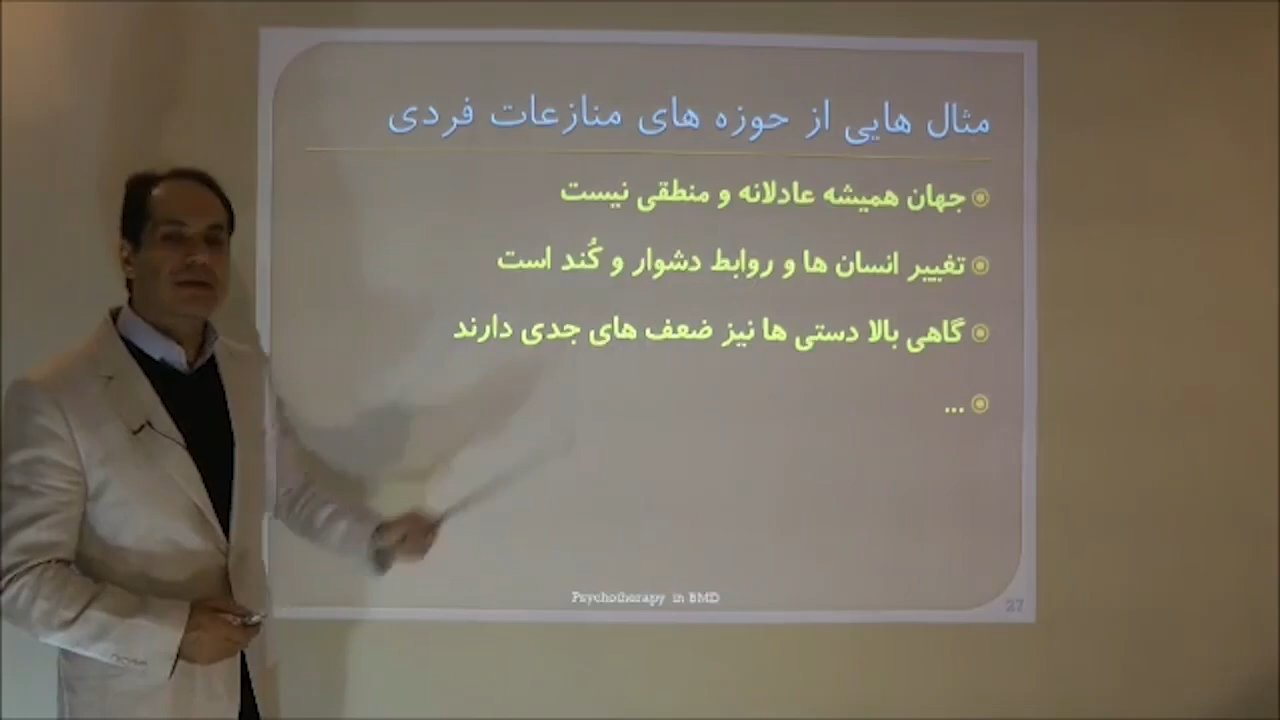 مثال هایی از حوزه های منازعات فردی
جهان همیشه عادلانه و منطقی نیست
تغییر انسان ها و روابط دشوار و کُند است
گاهی بالا دستی ها نیز ضعف های جدی دارند
...
Psychotherapy in BMD
27